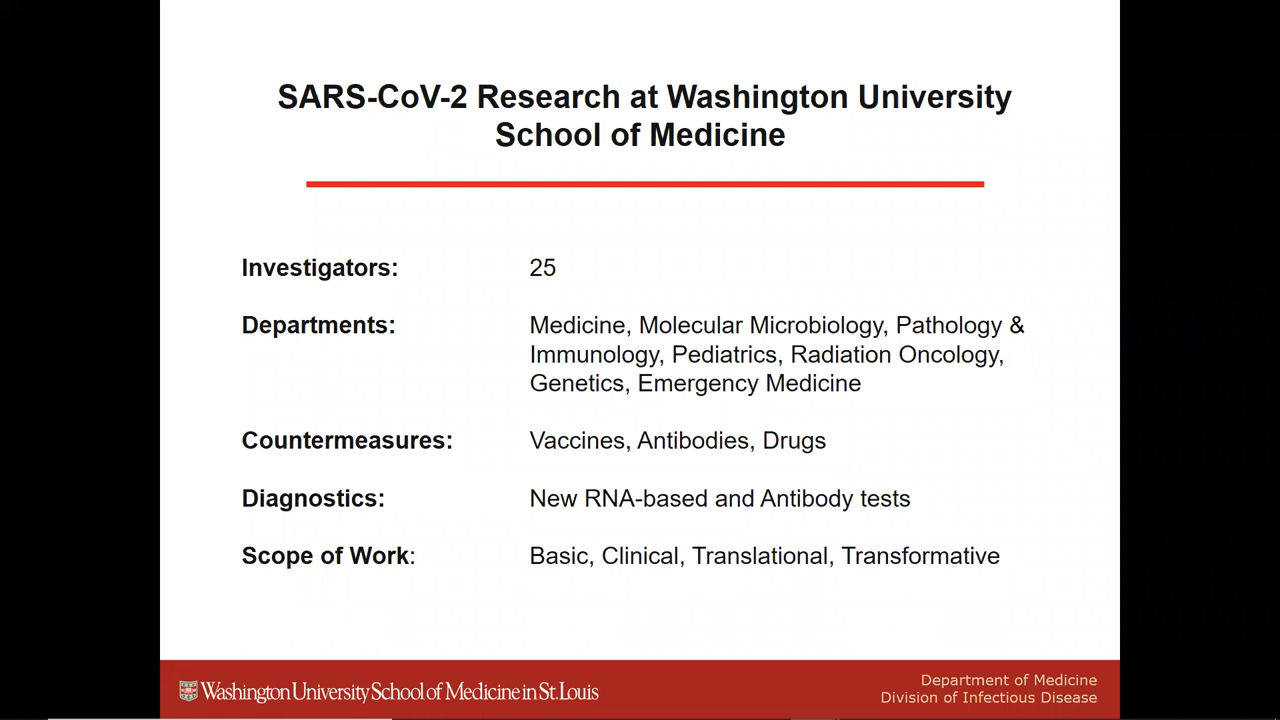 SARS-CoV-2 Research at Washington University
School of Medicine
Investigators: 25
Departments: Medicine, Molecular Microbiology, Pathology &
Immunology, Pediatrics, Radiation Oncology,
Genetics, Emergency Medicine
Countermeasures: Vaccines, Antibodies, Drugs
Diagnostics: New RNA-based and Antibody tests
Scope of Work: Basic, Clinical, Translational, Transformative
Washington University School of Medicine in St. Louis
Department of Medicine
Division of Infectious Disease